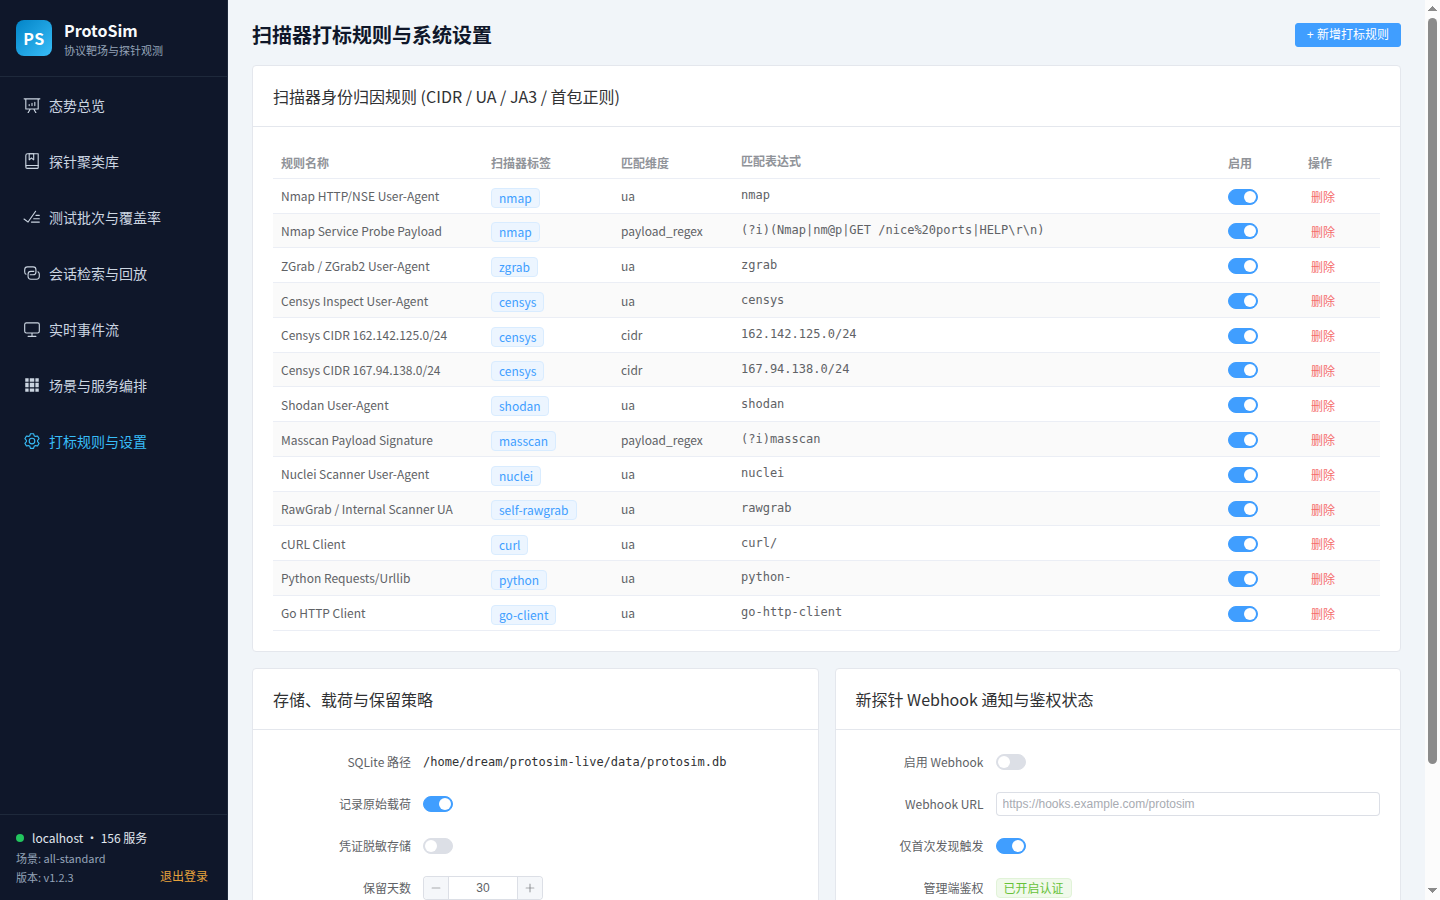 PS
ProtoSim
协议靶场与探针观测
态势总览
探针聚类库
测试批次与覆盖率
会话检索与回放
实时事件流
场景与服务编排
打标规则与设置
localhost · 156 服务
场景: all-standard
版本: v1.2.3
退出登录
扫描器打标规则与系统设置
+ 新增打标规则
扫描器身份归因规则 (CIDR / UA / JA3 / 首包正则)
规则名称 扫描器标签 匹配维度 匹配表达式 启用 操作
Nmap HTTP/NSE User-Agent nmap ua nmap 删除
Nmap Service Probe Payload nmap payload_regex (?i)(Nmap|nm@p|GET /nice%20ports|HELP\r\n) 删除
ZGrab / ZGrab2 User-Agent zgrab ua zgrab 删除
Censys Inspect User-Agent censys ua censys 删除
Censys CIDR 162.142.125.0/24 censys cidr 162.142.125.0/24 删除
Censys CIDR 167.94.138.0/24 censys cidr 167.94.138.0/24 删除
Shodan User-Agent shodan ua shodan 删除
Masscan Payload Signature masscan payload_regex (?i)masscan 删除
Nuclei Scanner User-Agent nuclei ua nuclei 删除
RawGrab / Internal Scanner UA self-rawgrab ua rawgrab 删除
cURL Client curl ua curl/ 删除
Python Requests/Urllib python ua python- 删除
Go HTTP Client go-client ua go-http-client 删除
存储、载荷与保留策略
SQLite 路径 /home/dream/protosim-live/data/protosim.db
记录原始载荷
凭证脱敏存储
保留天数 − 30 +
新探针 Webhook 通知与鉴权状态
启用 Webhook
Webhook URL https://hooks.example.com/protosim
仅首次发现触发
管理端鉴权 已开启认证